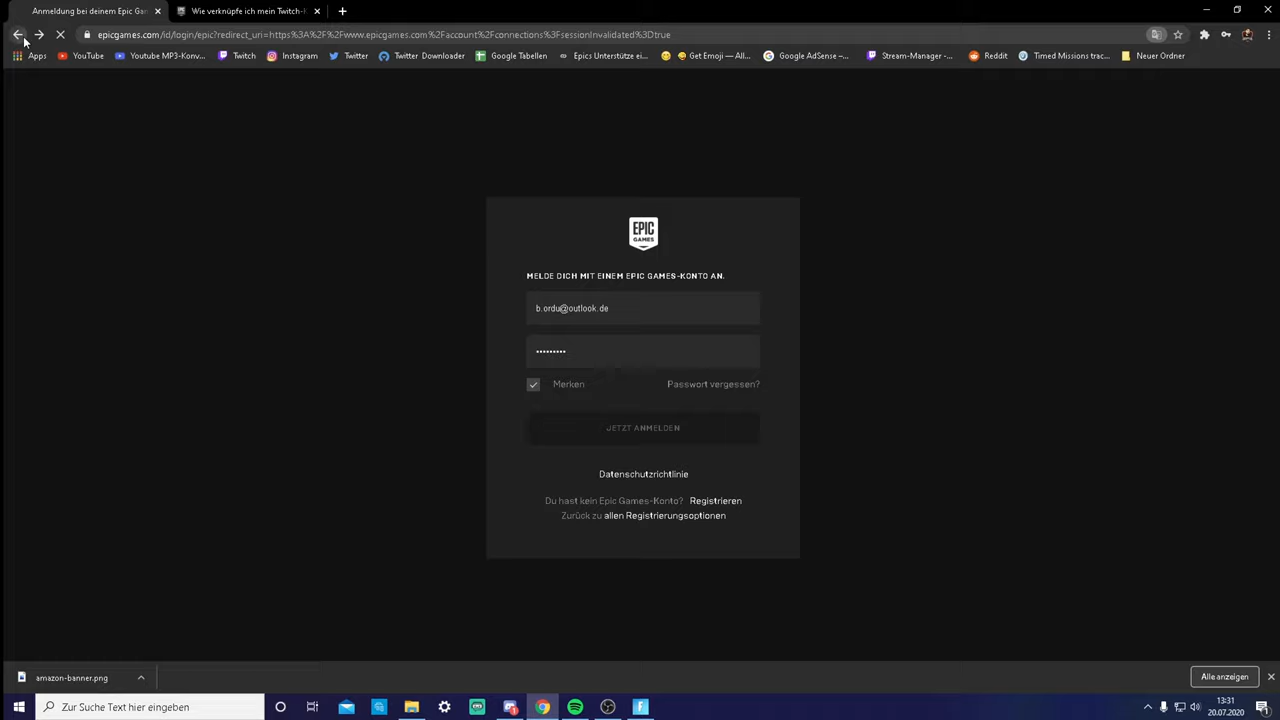 Anmeldung bei deinem Epic Gam
Wie verknüpfe ich mein Twitch-K
epicgames.com/id/login/epic?redirect_uri=https%3A%2F%2Fwww.epicgames.com%2Faccount%2Fconnections%3FsessionInvalidated%3Dtrue
Apps
YouTube
Youtube MP3-Konv...
Twitch
Instagram
Twitter
Twitter Downloader
Google Tabellen
Epics Unterstütze ei...
Get Emoji — All...
Google AdSense –...
Stream-Manager -...
Reddit
Timed Missions trac...
Neuer Ordner
EPIC
GAMES
MELDE DICH MIT EINEM EPIC GAMES-KONTO AN.
b.ordu@outlook.de
•••••••••
Merken
Passwort vergessen?
JETZT ANMELDEN
Datenschutzrichtlinie
Du hast kein Epic Games-Konto? Registrieren
Zurück zu allen Registrierungsoptionen
amazon-banner.png
Alle anzeigen
Zur Suche Text hier eingeben
13:31
20.07.2020